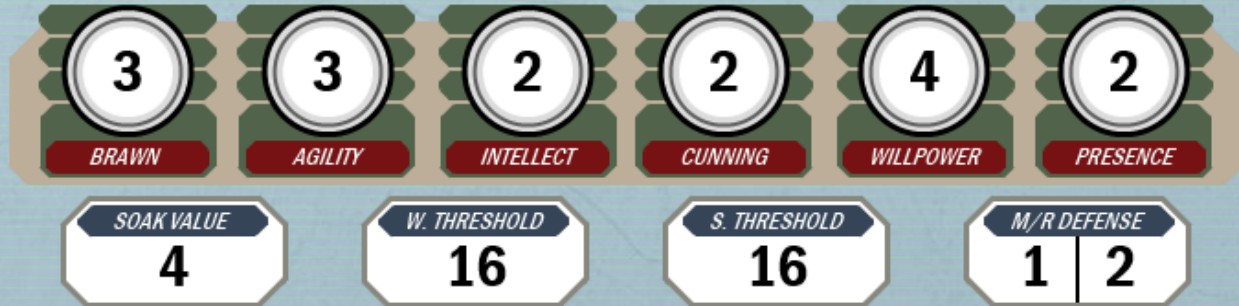 3 3 2 2 4 2
BRAWN AGILITY INTELLECT CUNNING WILLPOWER PRESENCE
SOAK VALUE W. THRESHOLD S. THRESHOLD M/R DEFENSE
4 16 16 1 2